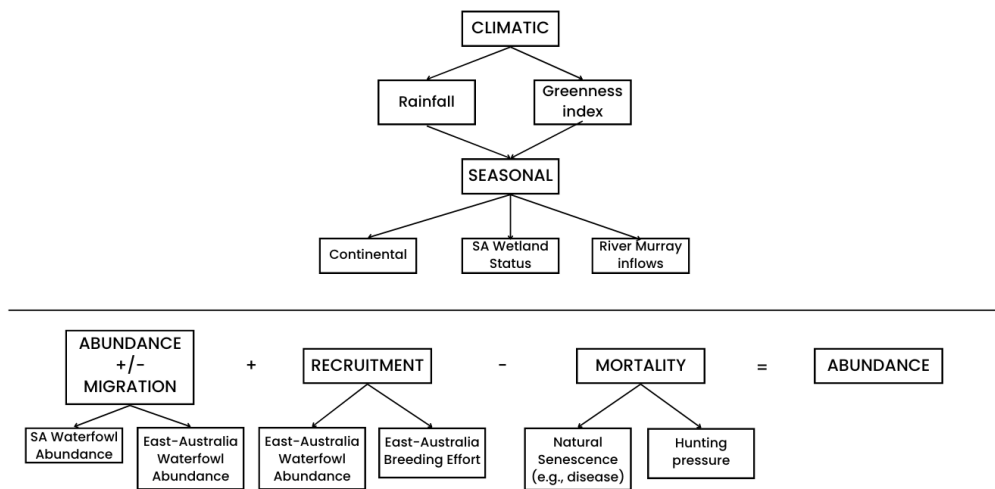 CLIMATIC
Rainfall
Greenness
index
SEASONAL
Continental
SA Wetland
Status
River Murray
inflows
ABUNDANCE
+/-
MIGRATION
+
RECRUITMENT
-
MORTALITY
=
ABUNDANCE
SA Waterfowl
Abundance
East-Australia
Waterfowl
Abundance
East-Australia
Waterfowl
Abundance
East-Australia
Breeding Effort
Natural
Senescence
(e.g., disease)
Hunting
pressure